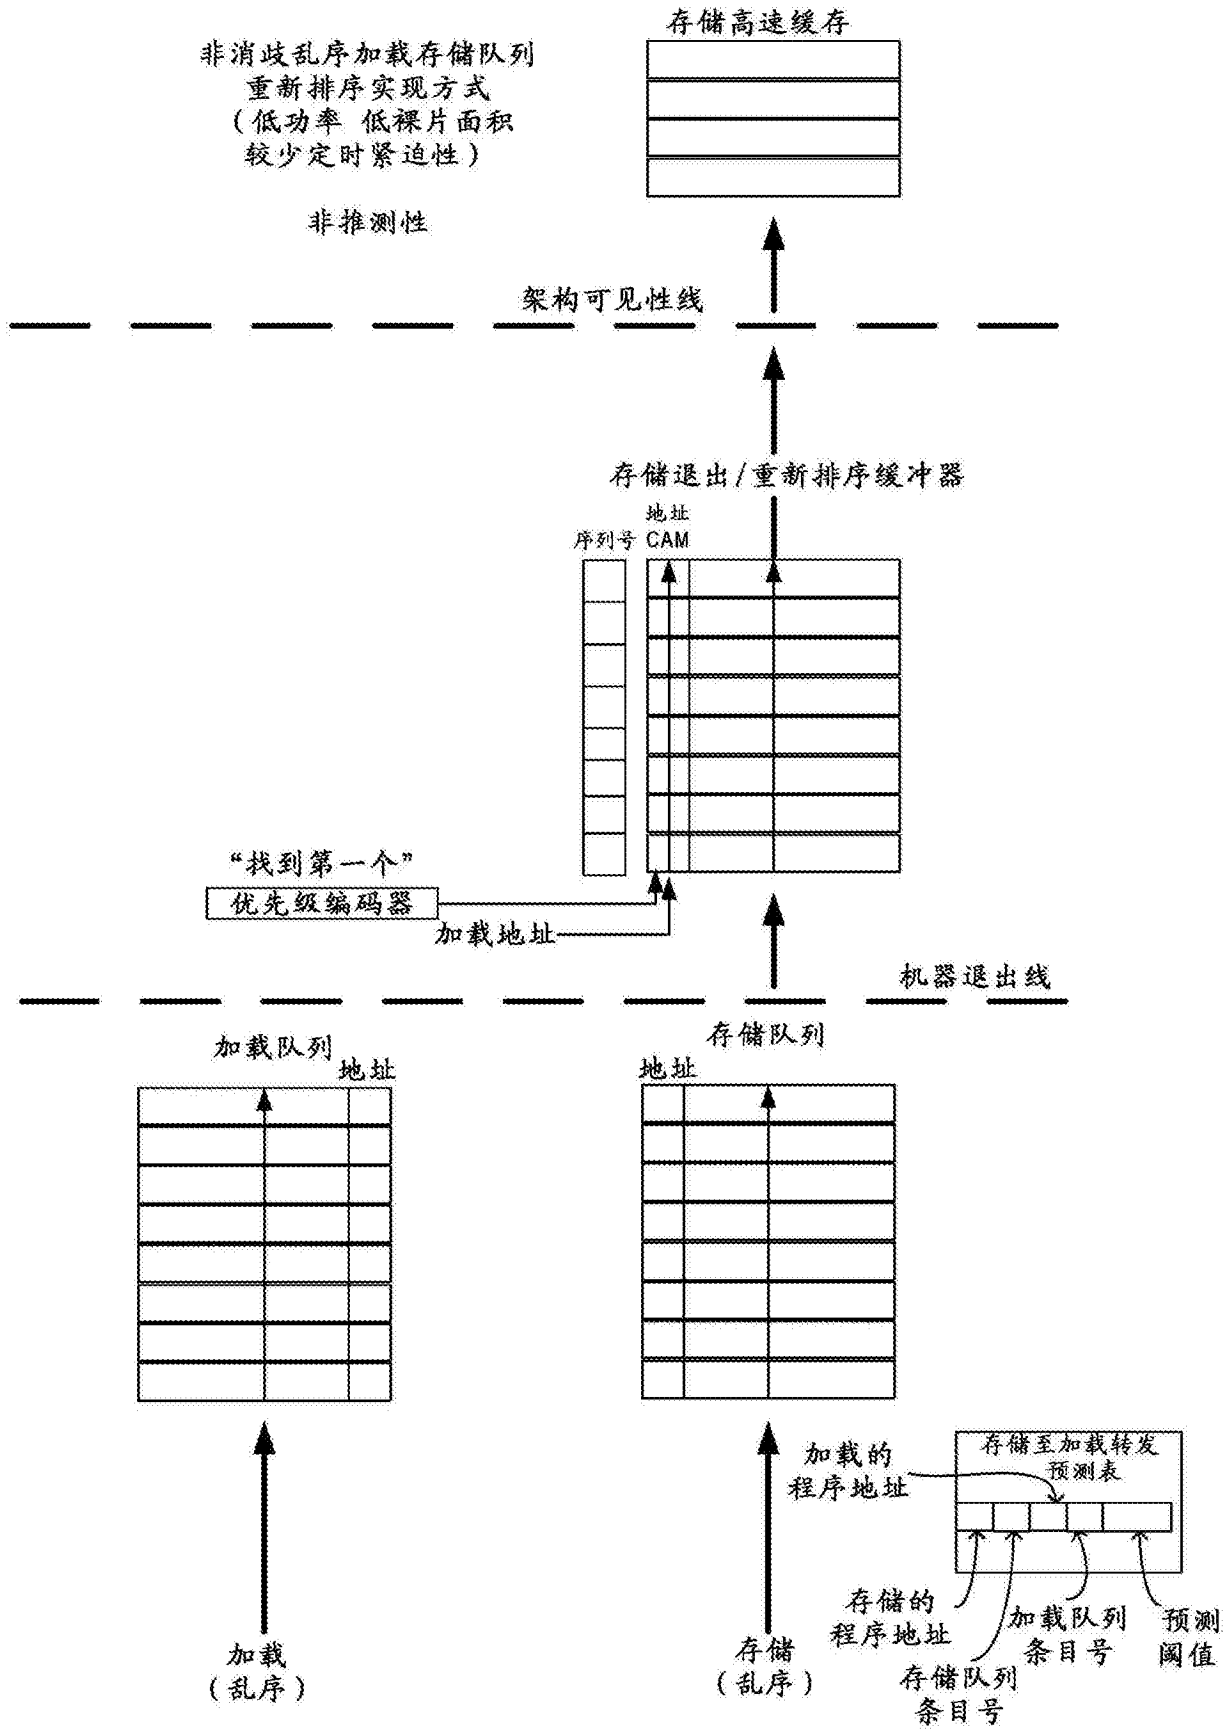 存储高速缓存
非消歧乱序加载存储队列
重新排序实现方式
（低功率 低裸片面积
较少定时紧迫性）
非推测性
架构可见性线
存储退出/重新排序缓冲器
地址
序列号 CAM
“找到第一个”
优先级编码器
加载地址
机器退出线
加载队列
地址
存储队列
地址
加载的
程序地址
存储至加载转发
预测表
存储的
程序地址
存储队列
条目号
加载队列
条目号
预测
阈值
加载
（乱序）
存储
（乱序）